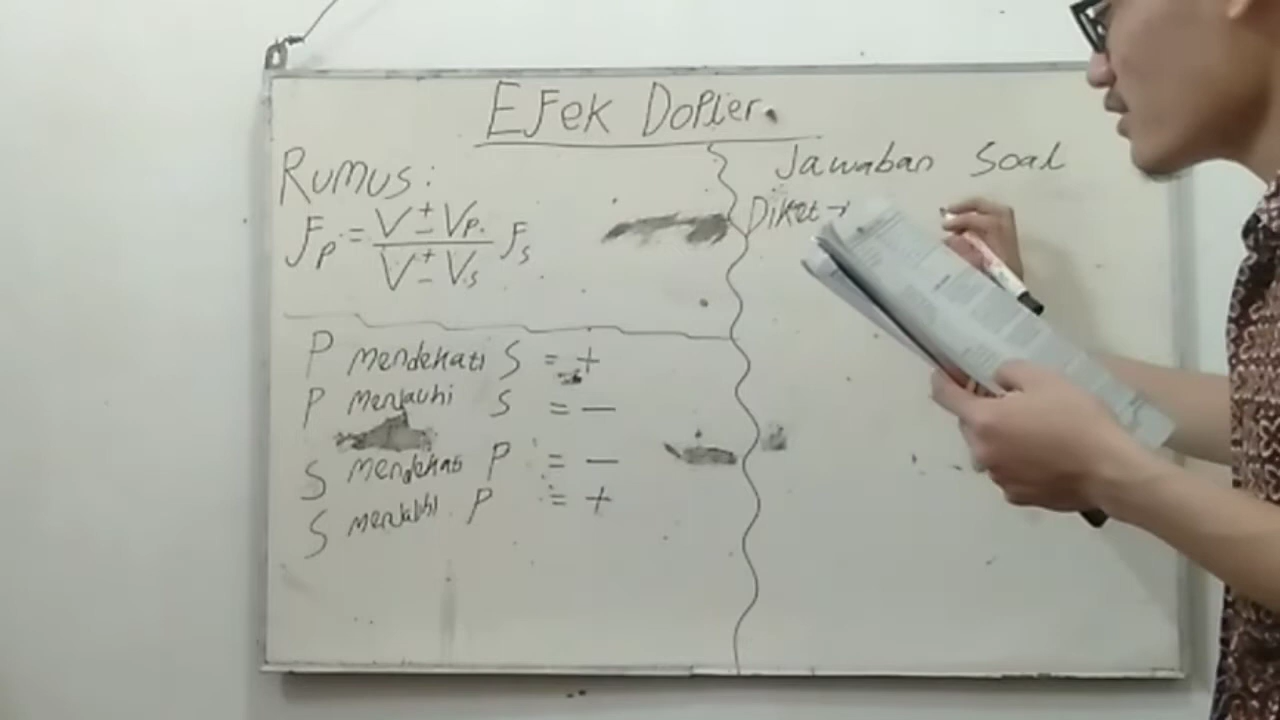 EFek Dopler.
Rumus:
Fp = V ± Vp. / V ± Vs Fs
P mendekati S = +
P menjauhi S = −
S mendekati P = −
S menjauhi P = +
Jawaban Soal
Diket →